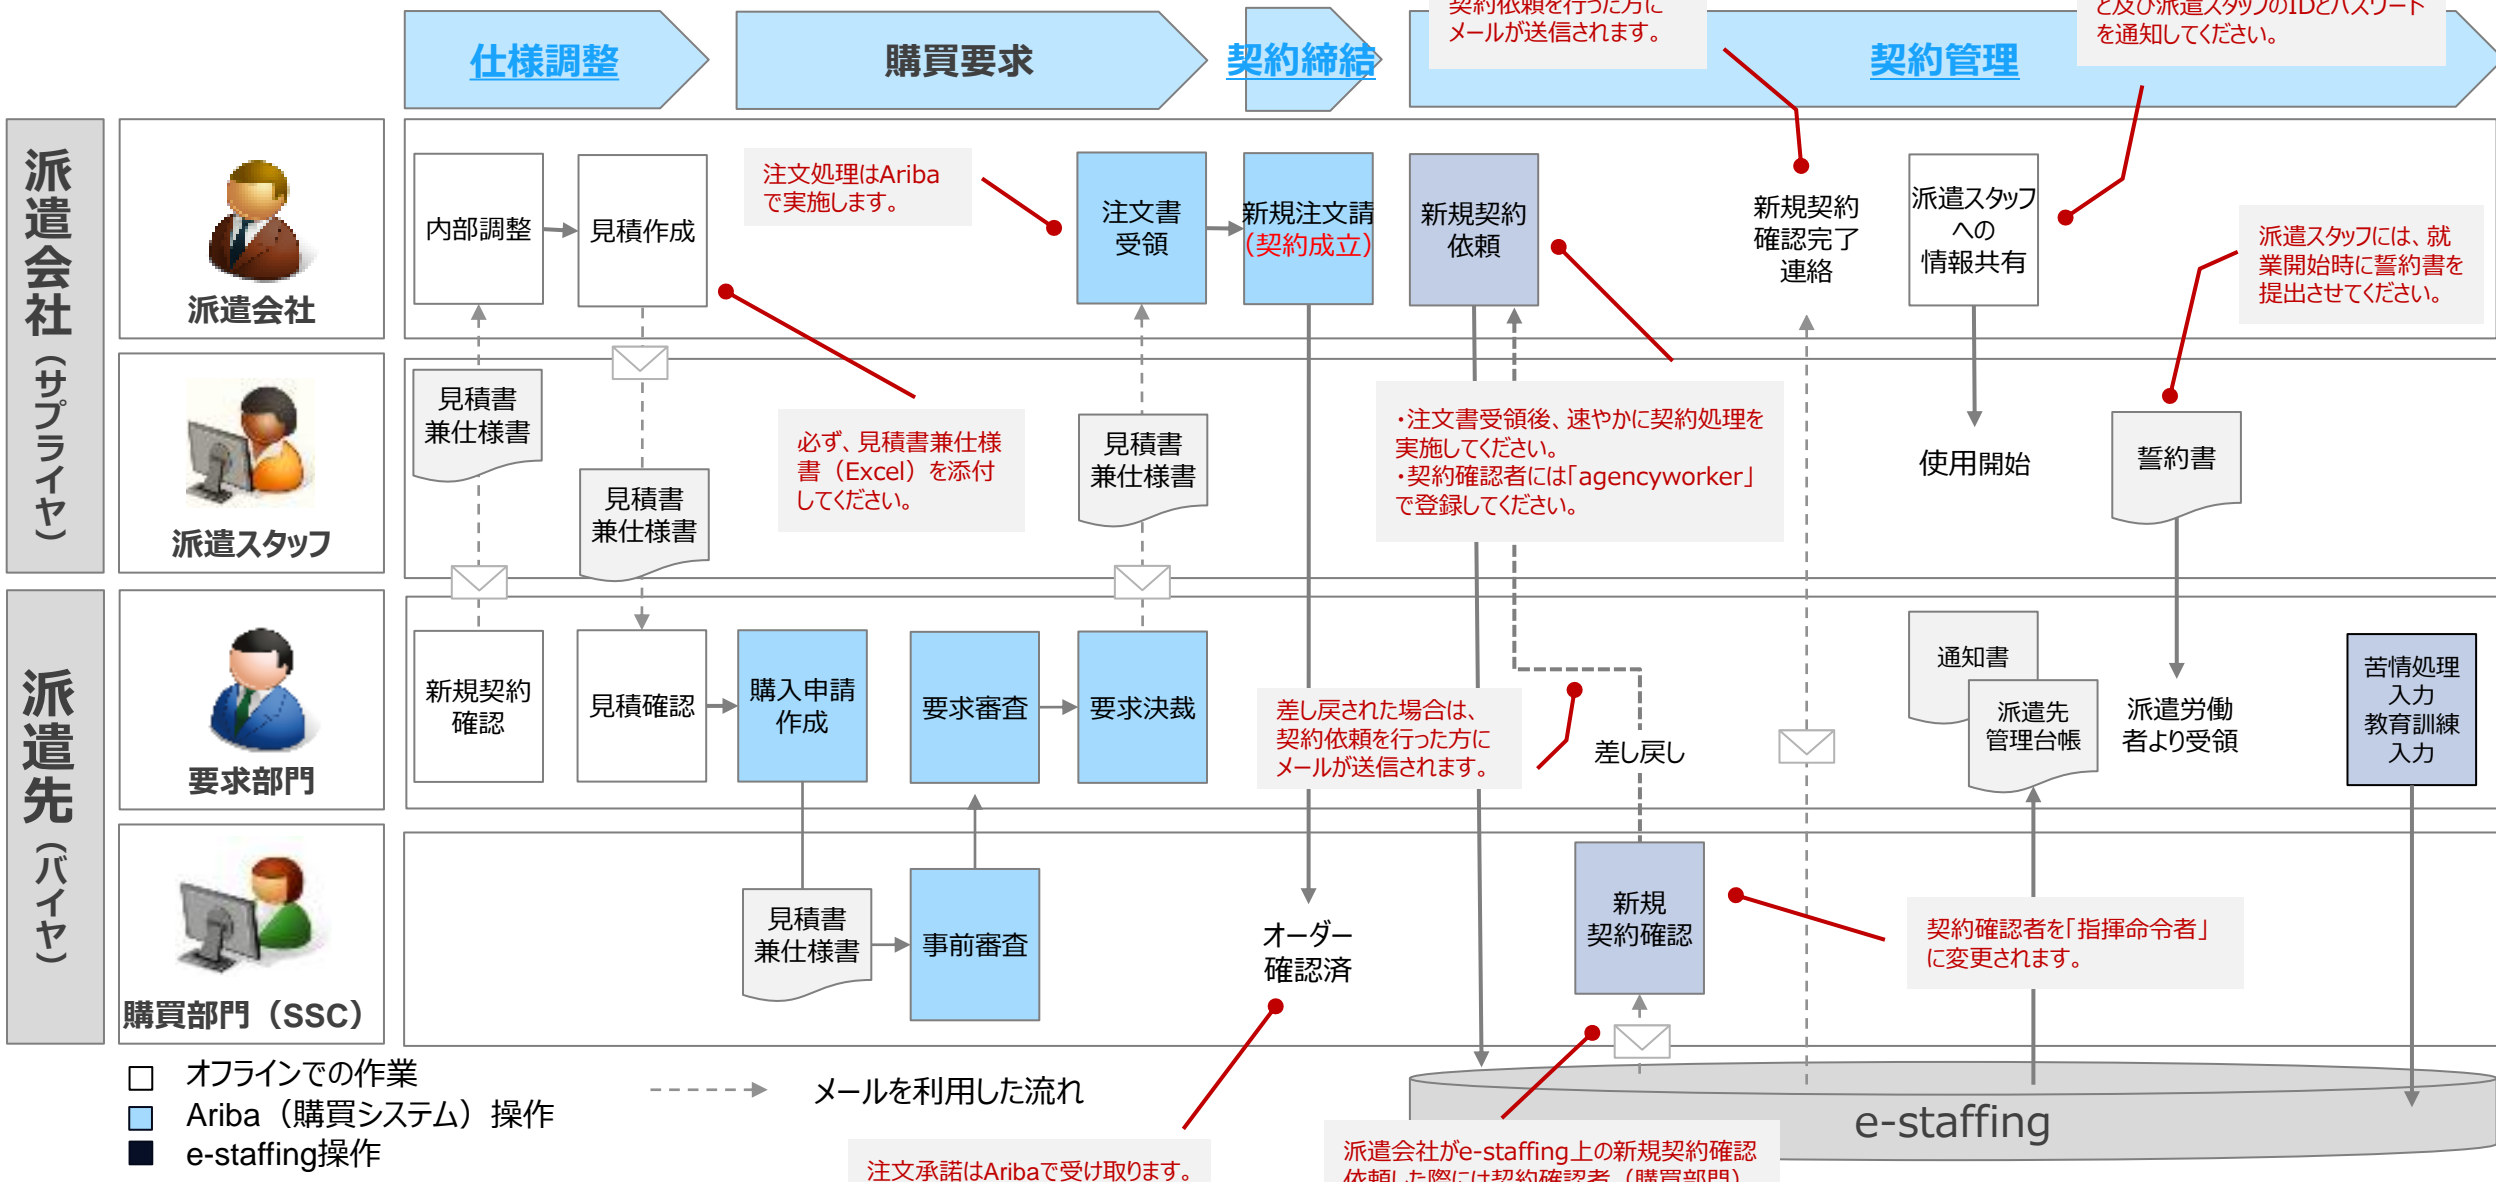 契約依頼を行った方に
メールが送信されます。
と及び派遣スタッフのIDとパスワード
を通知してください。
仕様調整
購買要求
契約締結
契約管理
派遣会社（サプライヤ）
派遣会社
内部調整
見積作成
注文処理はAriba
で実施します。
注文書
受領
新規注文請
(契約成立)
新規契約
依頼
新規契約
確認完了
連絡
派遣スタッフ
への
情報共有
派遣スタッフには、就
業開始時に誓約書を
提出させてください。
派遣スタッフ
見積書
兼仕様書
見積書
兼仕様書
必ず、見積書兼仕様
書（Excel）を添付
してください。
見積書
兼仕様書
・注文書受領後、速やかに契約処理を
実施してください。
・契約確認者には「agencyworker」
で登録してください。
使用開始
誓約書
派遣先（バイヤ）
要求部門
新規契約
確認
見積確認
購入申請
作成
要求審査
要求決裁
差し戻された場合は、
契約依頼を行った方に
メールが送信されます。
差し戻し
通知書
派遣先
管理台帳
派遣労働
者より受領
苦情処理
入力
教育訓練
入力
購買部門（SSC）
見積書
兼仕様書
事前審査
オーダー
確認済
新規
契約確認
契約確認者を「指揮命令者」
に変更されます。
オフラインでの作業
Ariba（購買システム）操作
e-staffing操作
メールを利用した流れ
e-staffing
注文承諾はAribaで受け取ります。
派遣会社がe-staffing上の新規契約確認
依頼した際には契約確認者（購買部門）